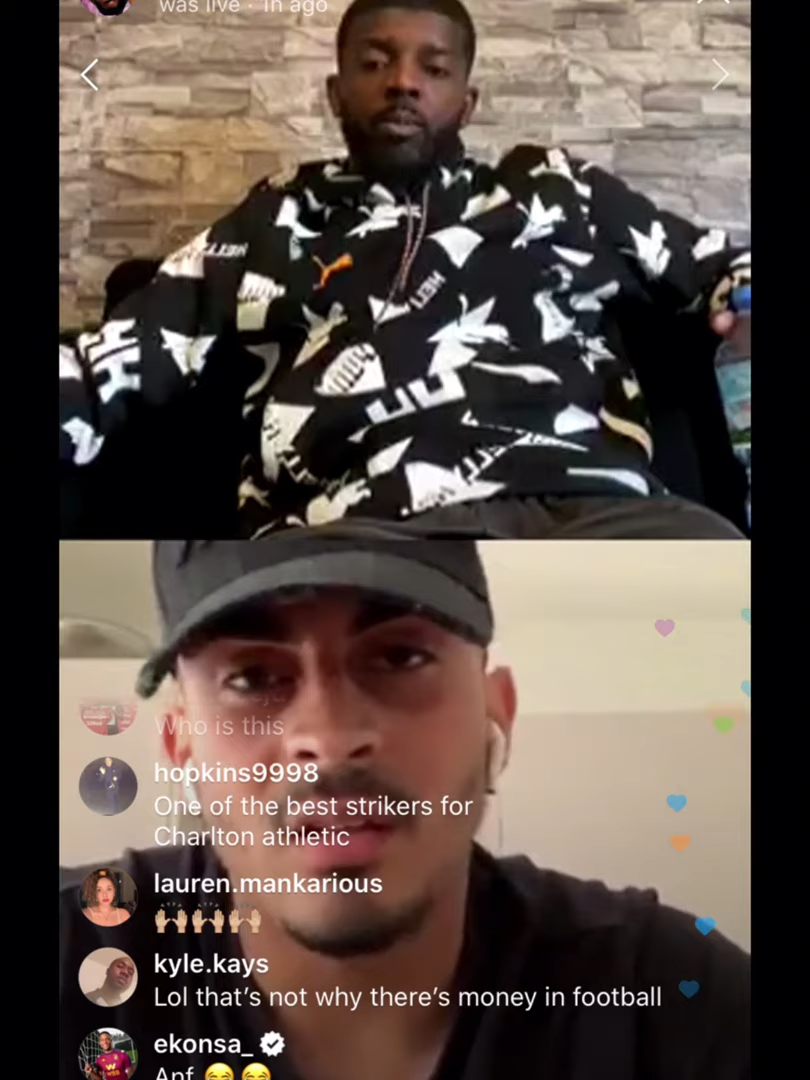 was live · 1h ago
Who is this
hopkins9998
One of the best strikers for
Charlton athletic
lauren.mankarious
🙌🏼🙌🏼🙌🏼
kyle.kays
Lol that’s not why there’s money in football
ekonsa_
Apf 😂😂